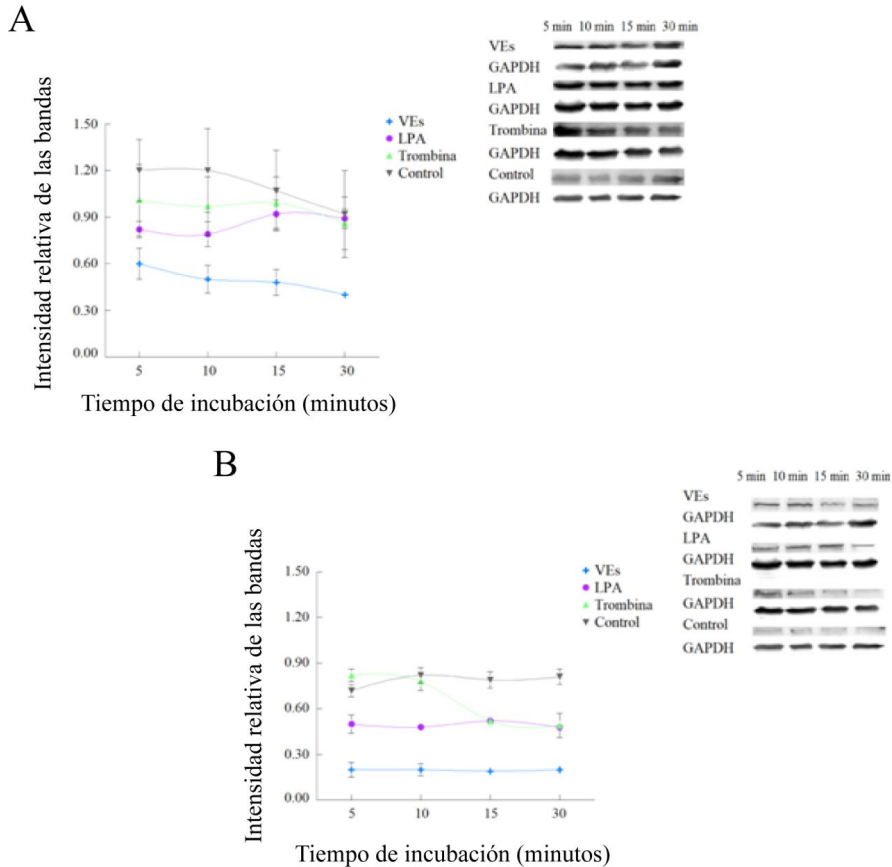 A
5 min 10 min 15 min 30 min
VEs
GAPDH
LPA
GAPDH
Trombina
GAPDH
Control
GAPDH
Intensidad relativa de las bandas
1.50
1.20
0.90
0.60
0.30
0.00
5 10 15 30
Tiempo de incubación (minutos)
VEs
LPA
Trombina
Control
B
5 min 10 min 15 min 30 min
VEs
GAPDH
LPA
GAPDH
Trombina
GAPDH
Control
GAPDH
Intensidad relativa de las bandas
1.50
1.20
0.90
0.60
0.30
0.00
5 10 15 30
Tiempo de incubación (minutos)
VEs
LPA
Trombina
Control